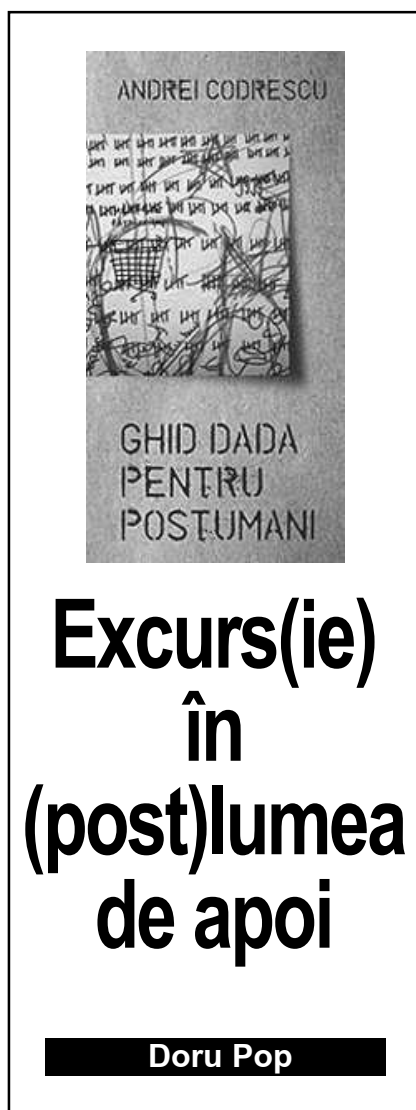 ANDREI CODRESCU
GHID DADA
PENTRU
POSTUMANI
Excurs(ie)
în
(post)lumea
de apoi
Doru Pop